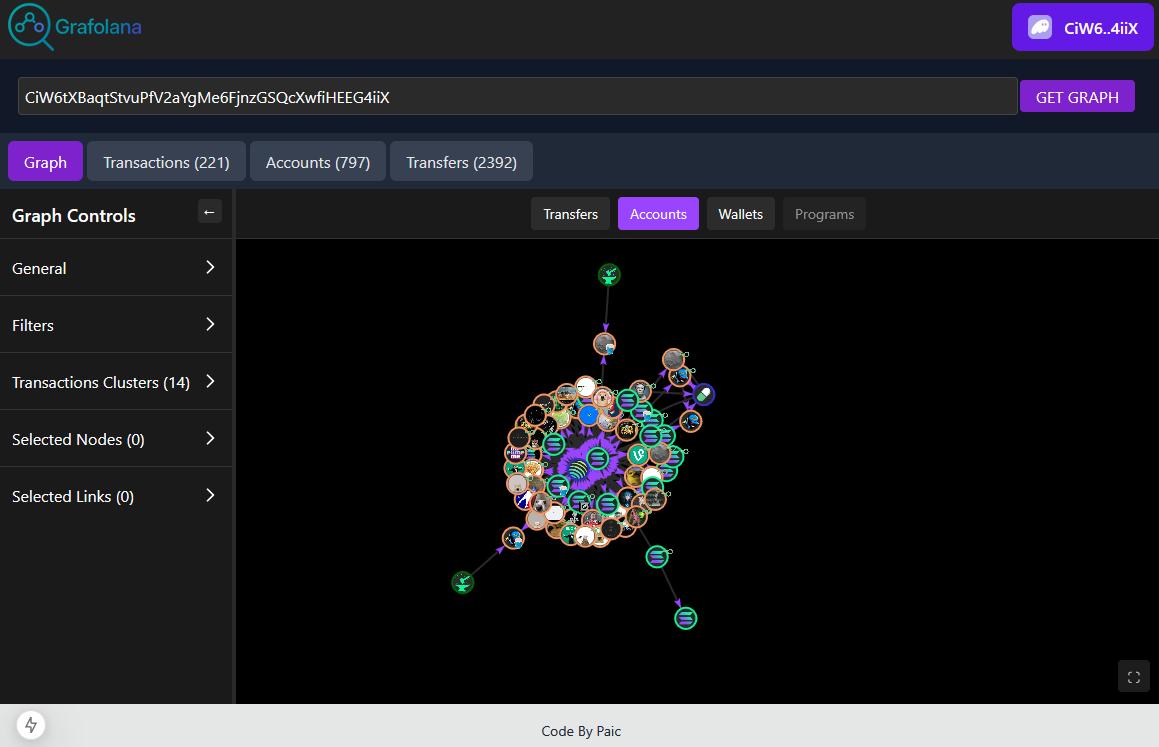 Grafolana
CiW6..4iiX
CiW6tXBaqtStvuPfV2aYgMe6FjnzGSQcXwfiHEEG4iiX
GET GRAPH
Graph
Transactions (221)
Accounts (797)
Transfers (2392)
Graph Controls
←
Transfers
Accounts
Wallets
Programs
General
Filters
Transactions Clusters (14)
Selected Nodes (0)
Selected Links (0)
Code By Paic